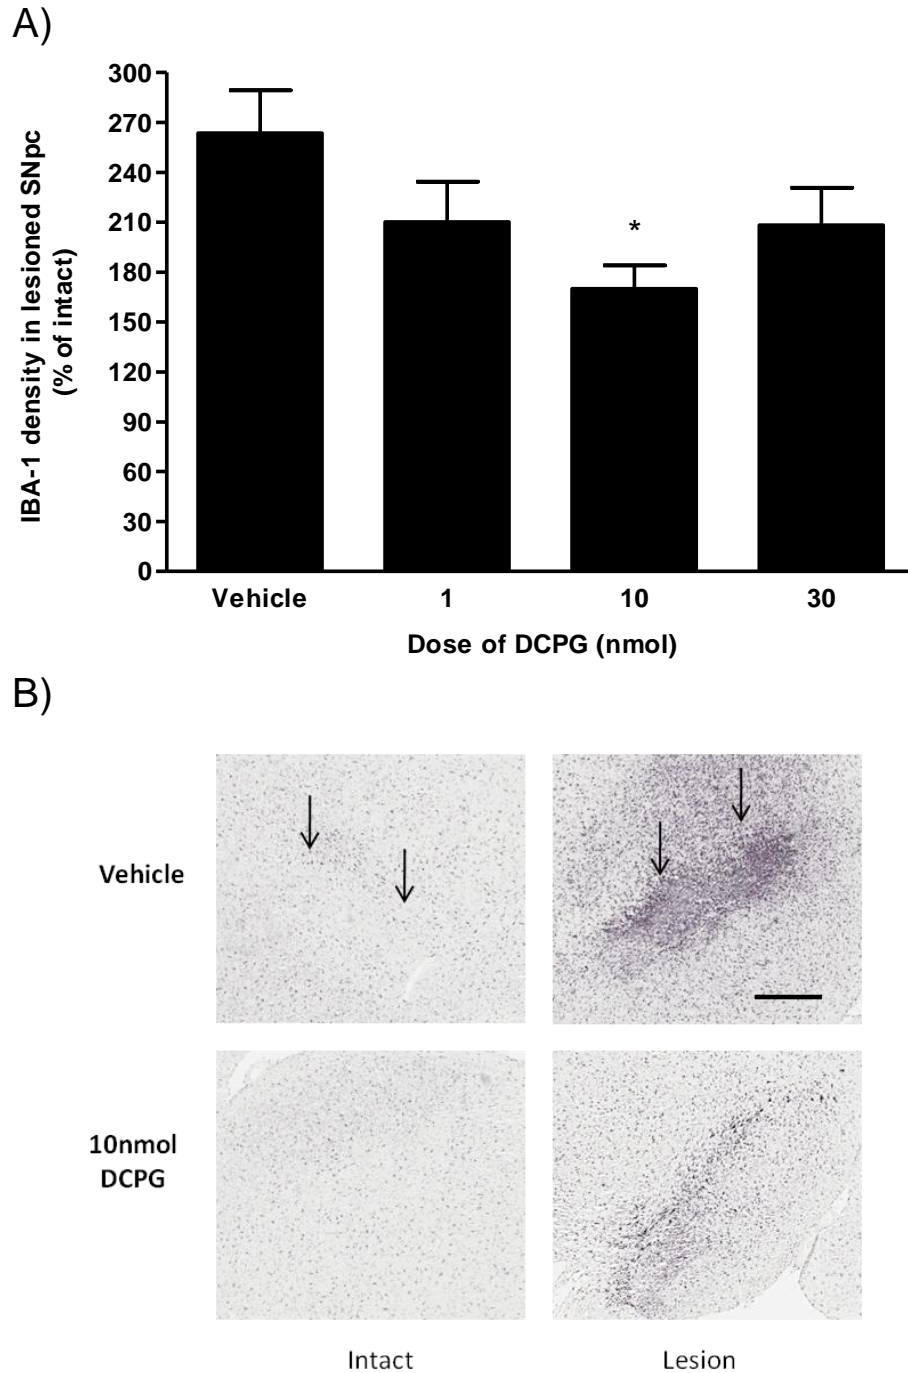 A)
IBA-1 density in lesioned SNpc
(% of intact)
300
270
240
210
180
150
120
90
60
30
0
*
Vehicle 1 10 30
Dose of DCPG (nmol)
B)
Vehicle
10nmol
DCPG
Intact Lesion